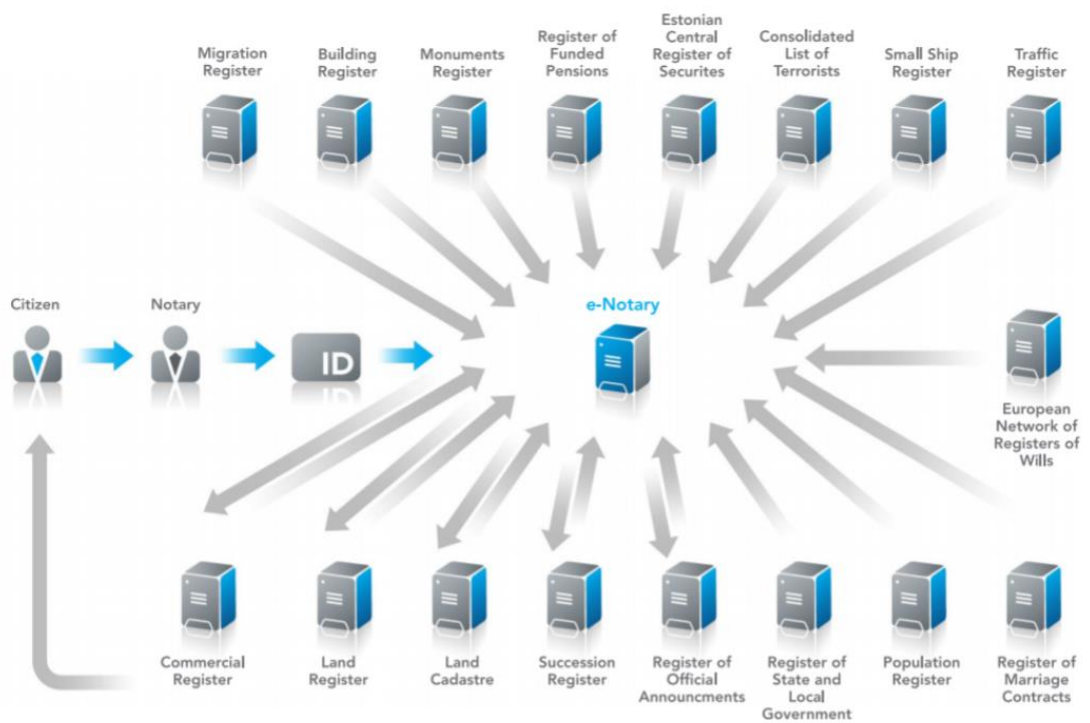 Migration
Register
Building
Register
Monuments
Register
Register of
Funded
Pensions
Estonian
Central
Register of
Securites
Consolidated
List of
Terrorists
Small Ship
Register
Traffic
Register
Citizen
Notary
ID
e-Notary
European
Network of
Registers of
Wills
Commercial
Register
Land
Register
Land
Cadastre
Succession
Register
Register of
Official
Announcments
Register of
State and
Local
Government
Population
Register
Register of
Marriage
Contracts